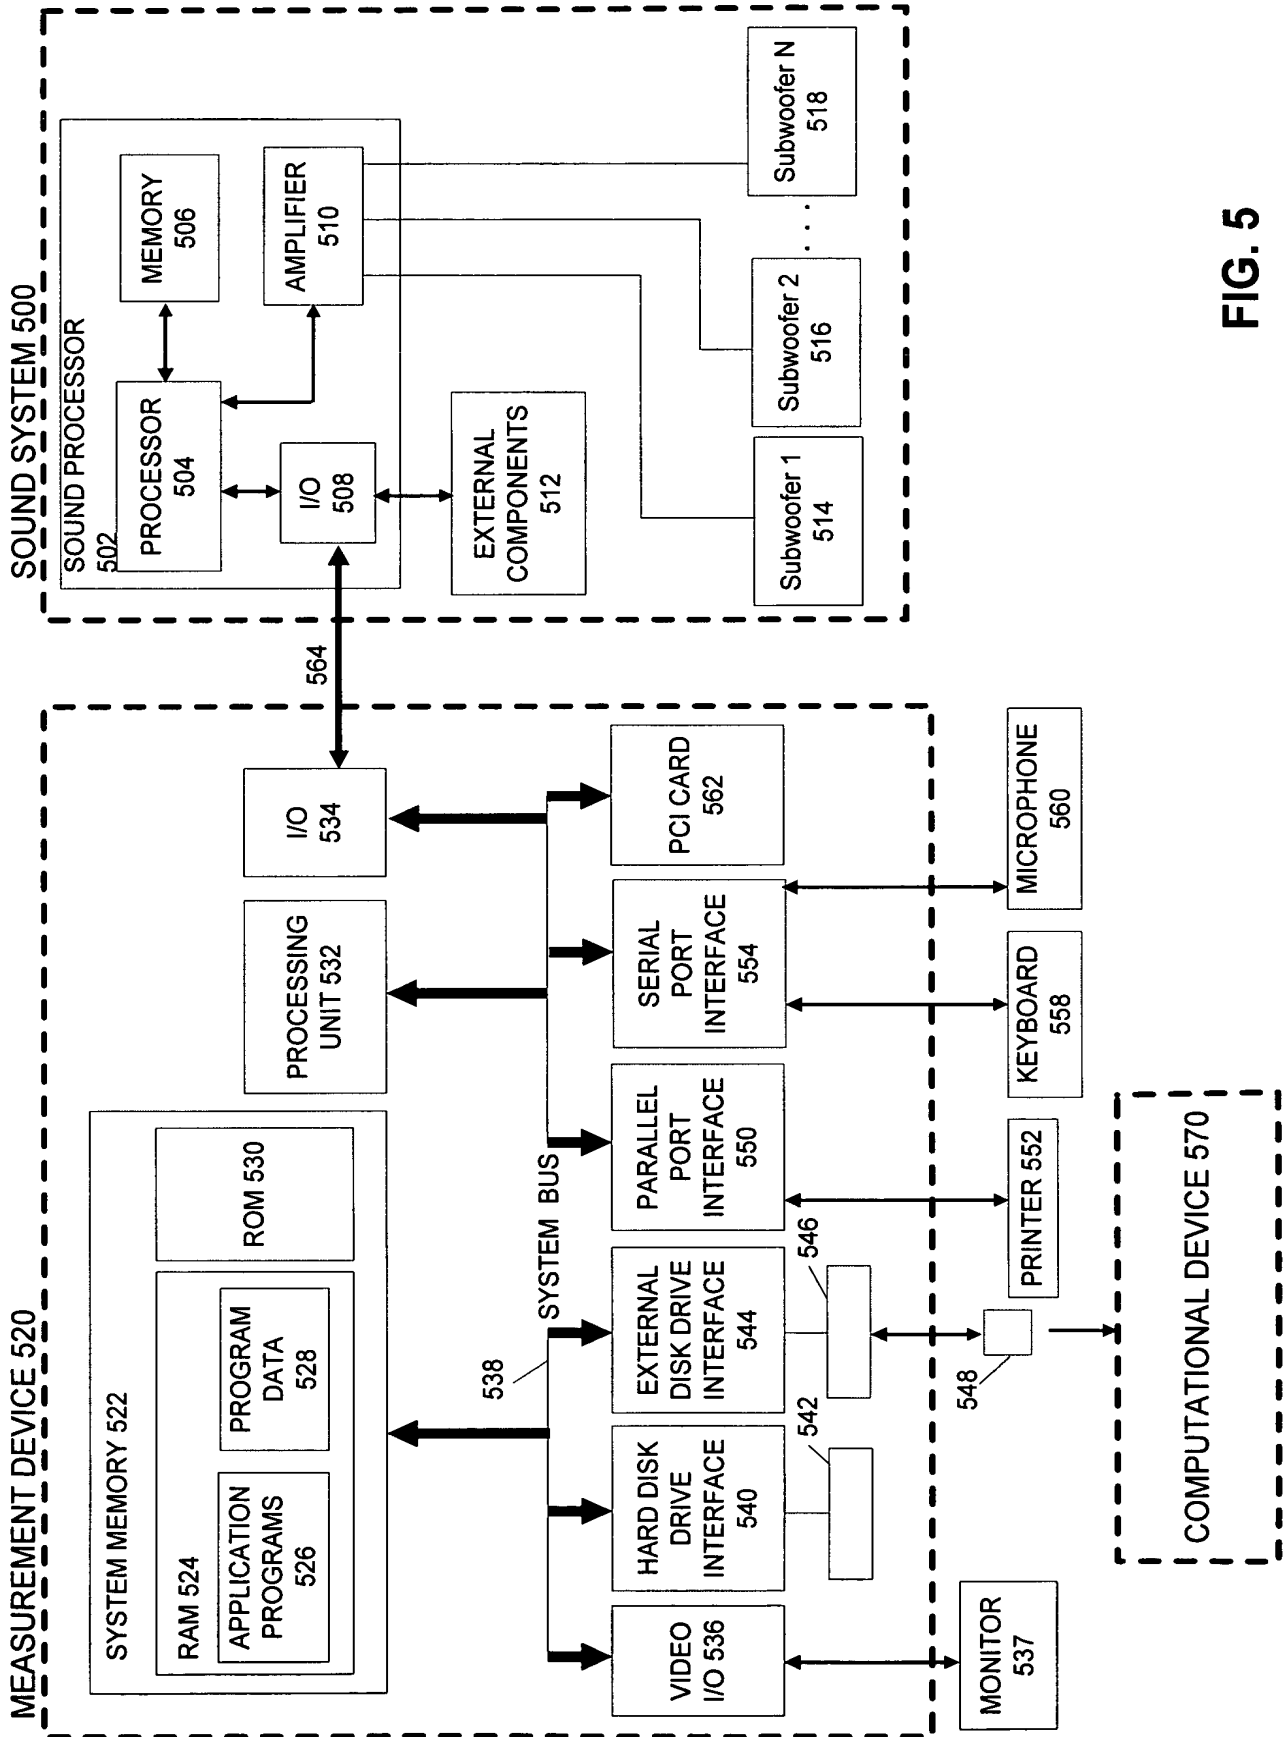 MEASUREMENT DEVICE 520
SYSTEM MEMORY 522
RAM 524
APPLICATION
PROGRAMS
526
PROGRAM
DATA
528
ROM 530
PROCESSING
UNIT 532
I/O
534
564
538
SYSTEM BUS
VIDEO
I/O 536
HARD DISK
DRIVE
INTERFACE
540
EXTERNAL
DISK DRIVE
INTERFACE
544
PARALLEL
PORT
INTERFACE
550
SERIAL
PORT
INTERFACE
554
PCI CARD
562
542
546
548
MONITOR
537
PRINTER 552
KEYBOARD
558
MICROPHONE
560
COMPUTATIONAL DEVICE 570
SOUND SYSTEM 500
SOUND PROCESSOR
502
PROCESSOR
504
MEMORY
506
I/O
508
AMPLIFIER
510
EXTERNAL
COMPONENTS
512
Subwoofer 1
514
Subwoofer 2
516
. . .
Subwoofer N
518
FIG. 5